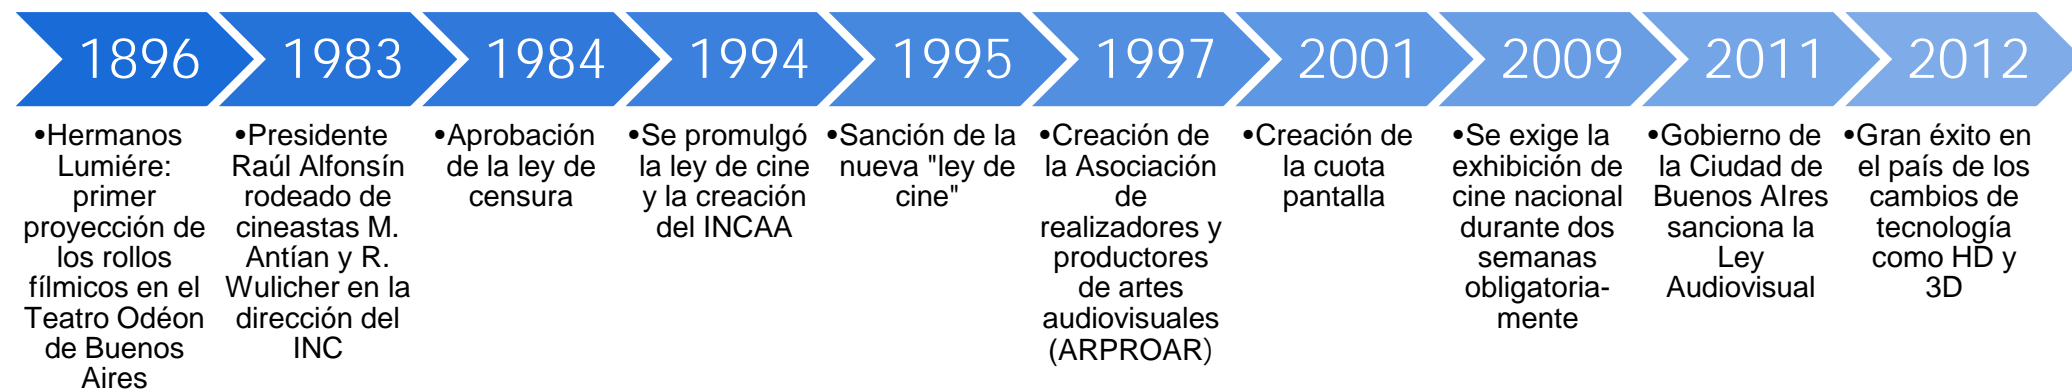 1896
1983
1984
1994
1995
1997
2001
2009
2011
2012
•Hermanos
Lumiére:
primer
proyección de
los rollos
fílmicos en el
Teatro Odéon
de Buenos
Aires
•Presidente
Raúl Alfonsín
rodeado de
cineastas M.
Antían y R.
Wulicher en la
dirección del
INC
•Aprobación
de la ley de
censura
•Se promulgó
la ley de cine
y la creación
del INCAA
•Sanción de la
nueva "ley de
cine"
•Creación de
la Asociación
de
realizadores y
productores
de artes
audiovisuales
(ARPROAR)
•Creación de
la cuota
pantalla
•Se exige la
exhibición de
cine nacional
durante dos
semanas
obligatoria-
mente
•Gobierno de
la Ciudad de
Buenos AIres
sanciona la
Ley
Audiovisual
•Gran éxito en
el país de los
cambios de
tecnología
como HD y
3D